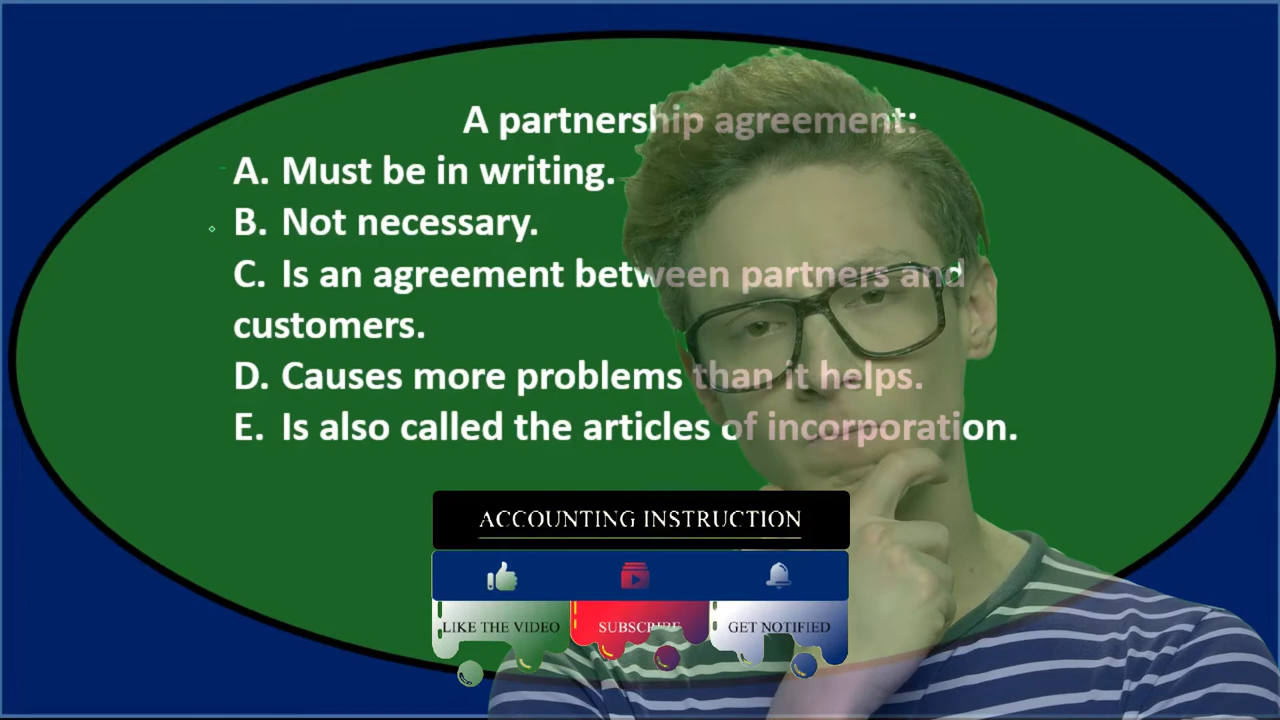 A partnership agreement:
A. Must be in writing.
B. Not necessary.
C. Is an agreement between partners and
customers.
D. Causes more problems than it helps.
E. Is also called the articles of incorporation.
ACCOUNTING INSTRUCTION
LIKE THE VIDEO
SUBSCRIBE
GET NOTIFIED